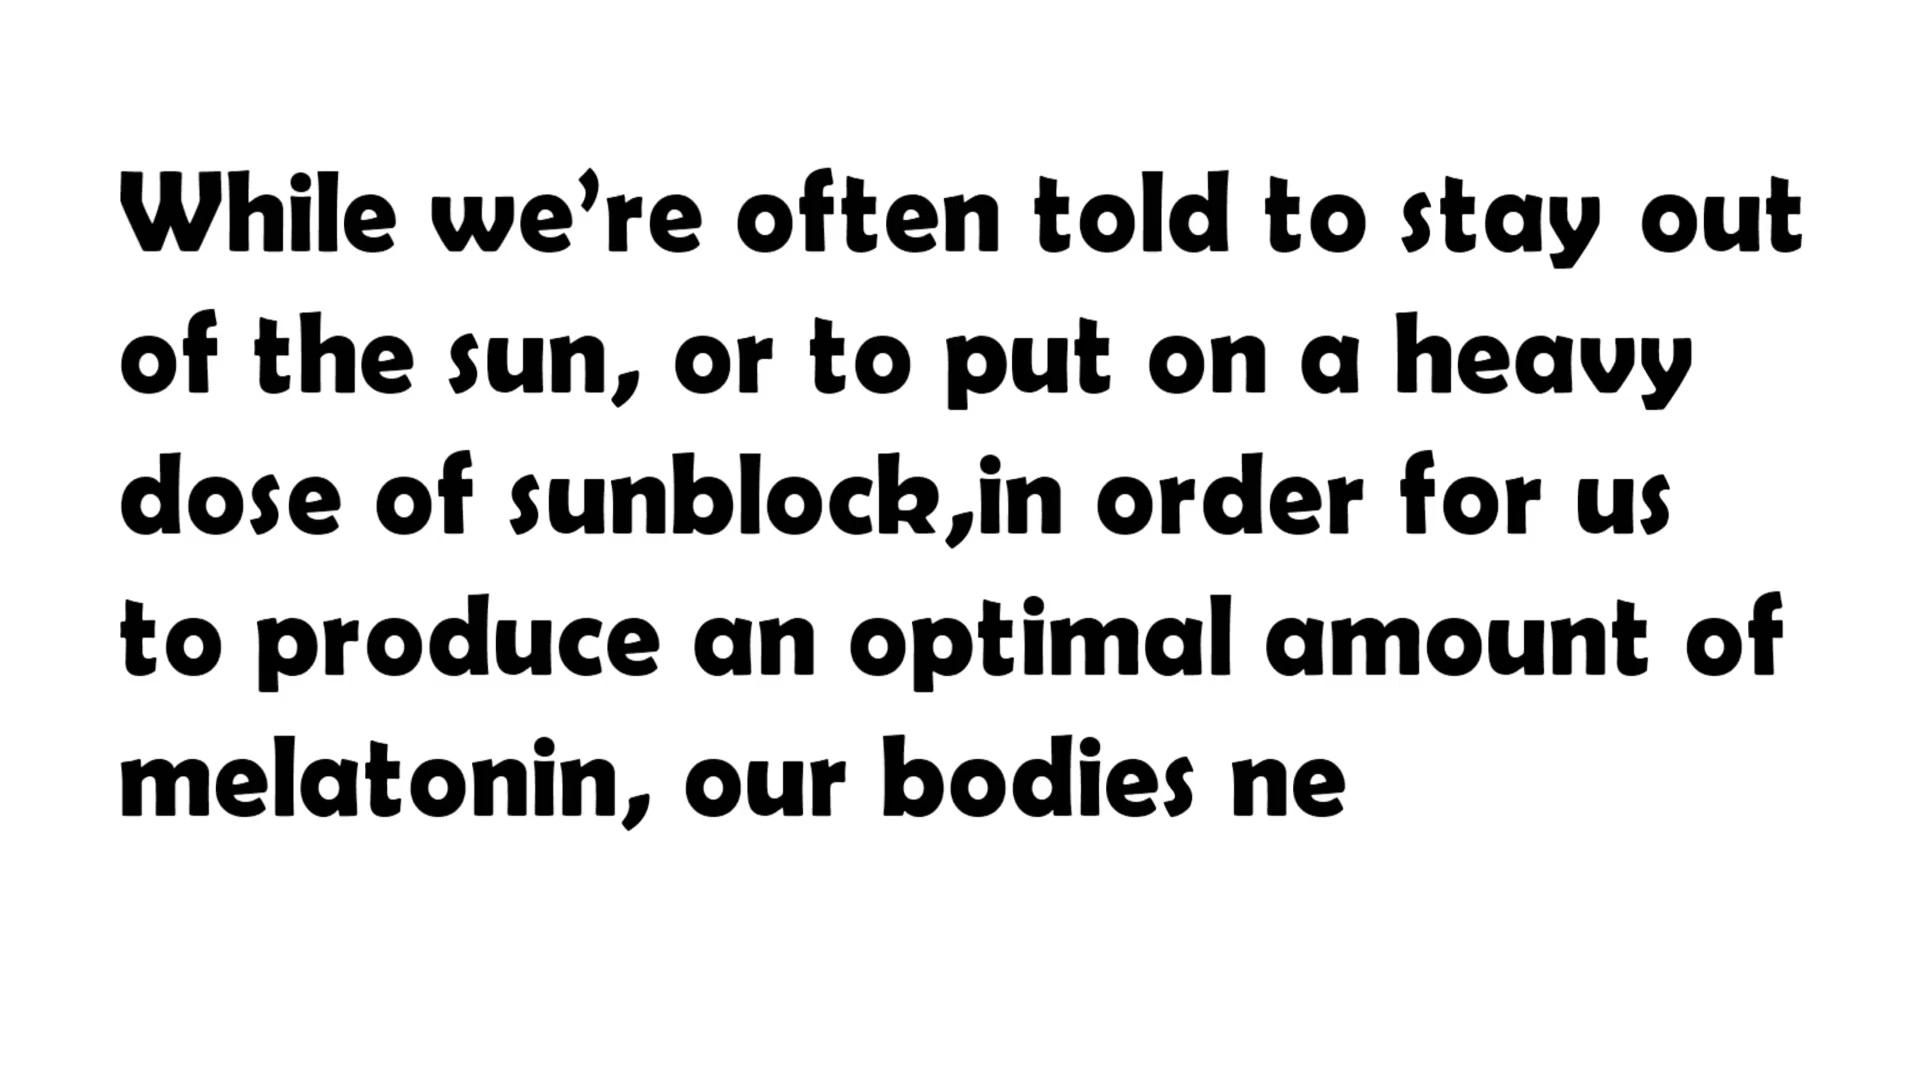 While we’re often told to stay out
of the sun, or to put on a heavy
dose of sunblock,in order for us
to produce an optimal amount of
melatonin, our bodies ne